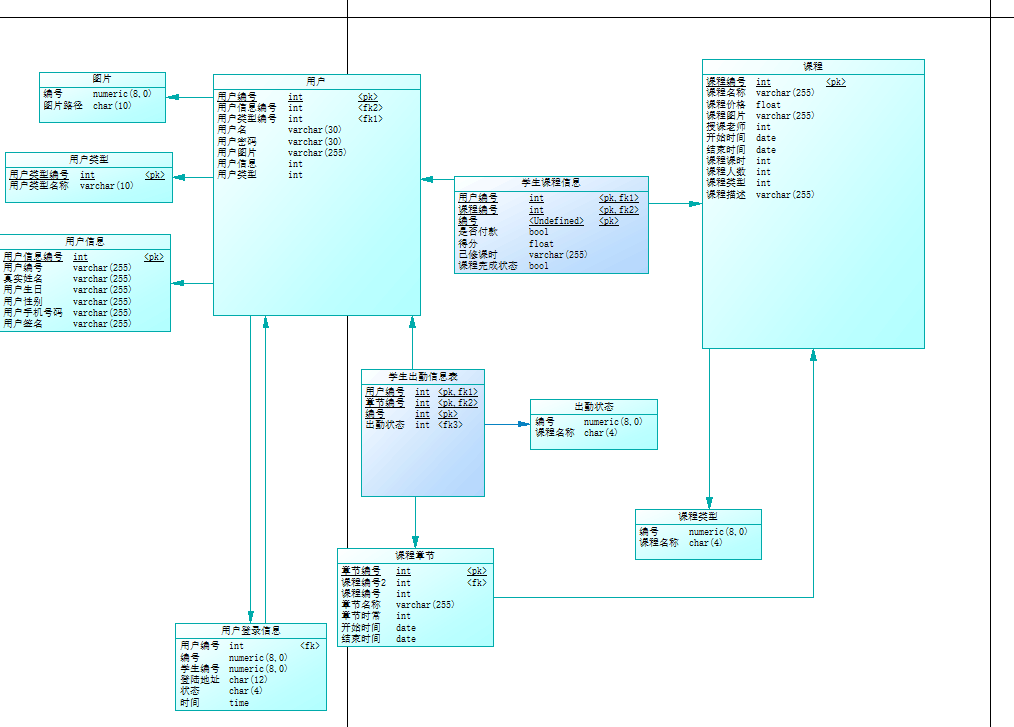 图片
编号 numeric(8,0)
图片路径 char(10)
用户类型
用户类型编号 int <pk>
用户类型名称 varchar(10)
用户信息
用户信息编号 int <pk>
用户编号 varchar(255)
真实姓名 varchar(255)
用户生日 varchar(255)
用户性别 varchar(255)
用户手机号码 varchar(255)
用户签名 varchar(255)
用户
用户编号 int <pk>
用户信息编号 int <fk2>
用户类型编号 int <fk1>
用户名 varchar(30)
用户密码 varchar(30)
用户图片 varchar(255)
用户信息 int
用户类型 int
学生课程信息
用户编号 int <pk,fk1>
课程编号 int <pk,fk2>
编号 <Undefined> <pk>
是否付款 bool
得分 float
已修课时 varchar(255)
课程完成状态 bool
课程
课程编号 int <pk>
课程名称 varchar(255)
课程价格 float
课程图片 varchar(255)
授课老师 int
开始时间 date
结束时间 date
课程课时 int
课程人数 int
课程类型 int
课程描述 varchar(255)
学生出勤信息表
用户编号 int <pk,fk1>
章节编号 int <pk,fk2>
编号 int <pk>
出勤状态 int <fk3>
出勤状态
编号 numeric(8,0)
课程名称 char(4)
课程类型
编号 numeric(8,0)
课程名称 char(4)
课程章节
章节编号 int <pk>
课程编号2 int <fk>
课程编号 int
章节名称 varchar(255)
章节时常 int
开始时间 date
结束时间 date
用户登录信息
用户编号 int <fk>
编号 numeric(8,0)
学生编号 numeric(8,0)
登陆地址 char(12)
状态 char(4)
时间 time